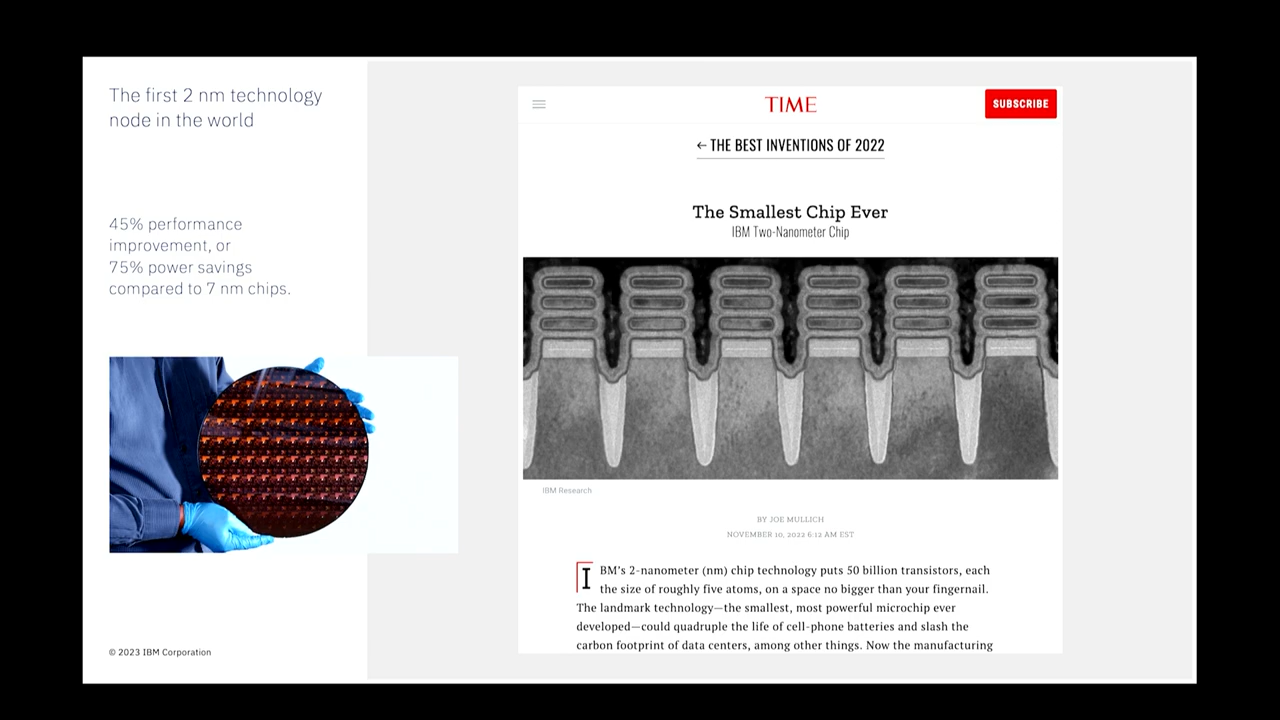 The first 2 nm technology
node in the world
45% performance
improvement, or
75% power savings
compared to 7 nm chips.
© 2023 IBM Corporation
TIME
SUBSCRIBE
← THE BEST INVENTIONS OF 2022
The Smallest Chip Ever
IBM Two-Nanometer Chip
IBM Research
BY JOE MULLICH
NOVEMBER 10, 2022 6:12 AM EST
IBM's 2-nanometer (nm) chip technology puts 50 billion transistors, each
the size of roughly five atoms, on a space no bigger than your fingernail.
The landmark technology—the smallest, most powerful microchip ever
developed—could quadruple the life of cell-phone batteries and slash the
carbon footprint of data centers, among other things. Now the manufacturing